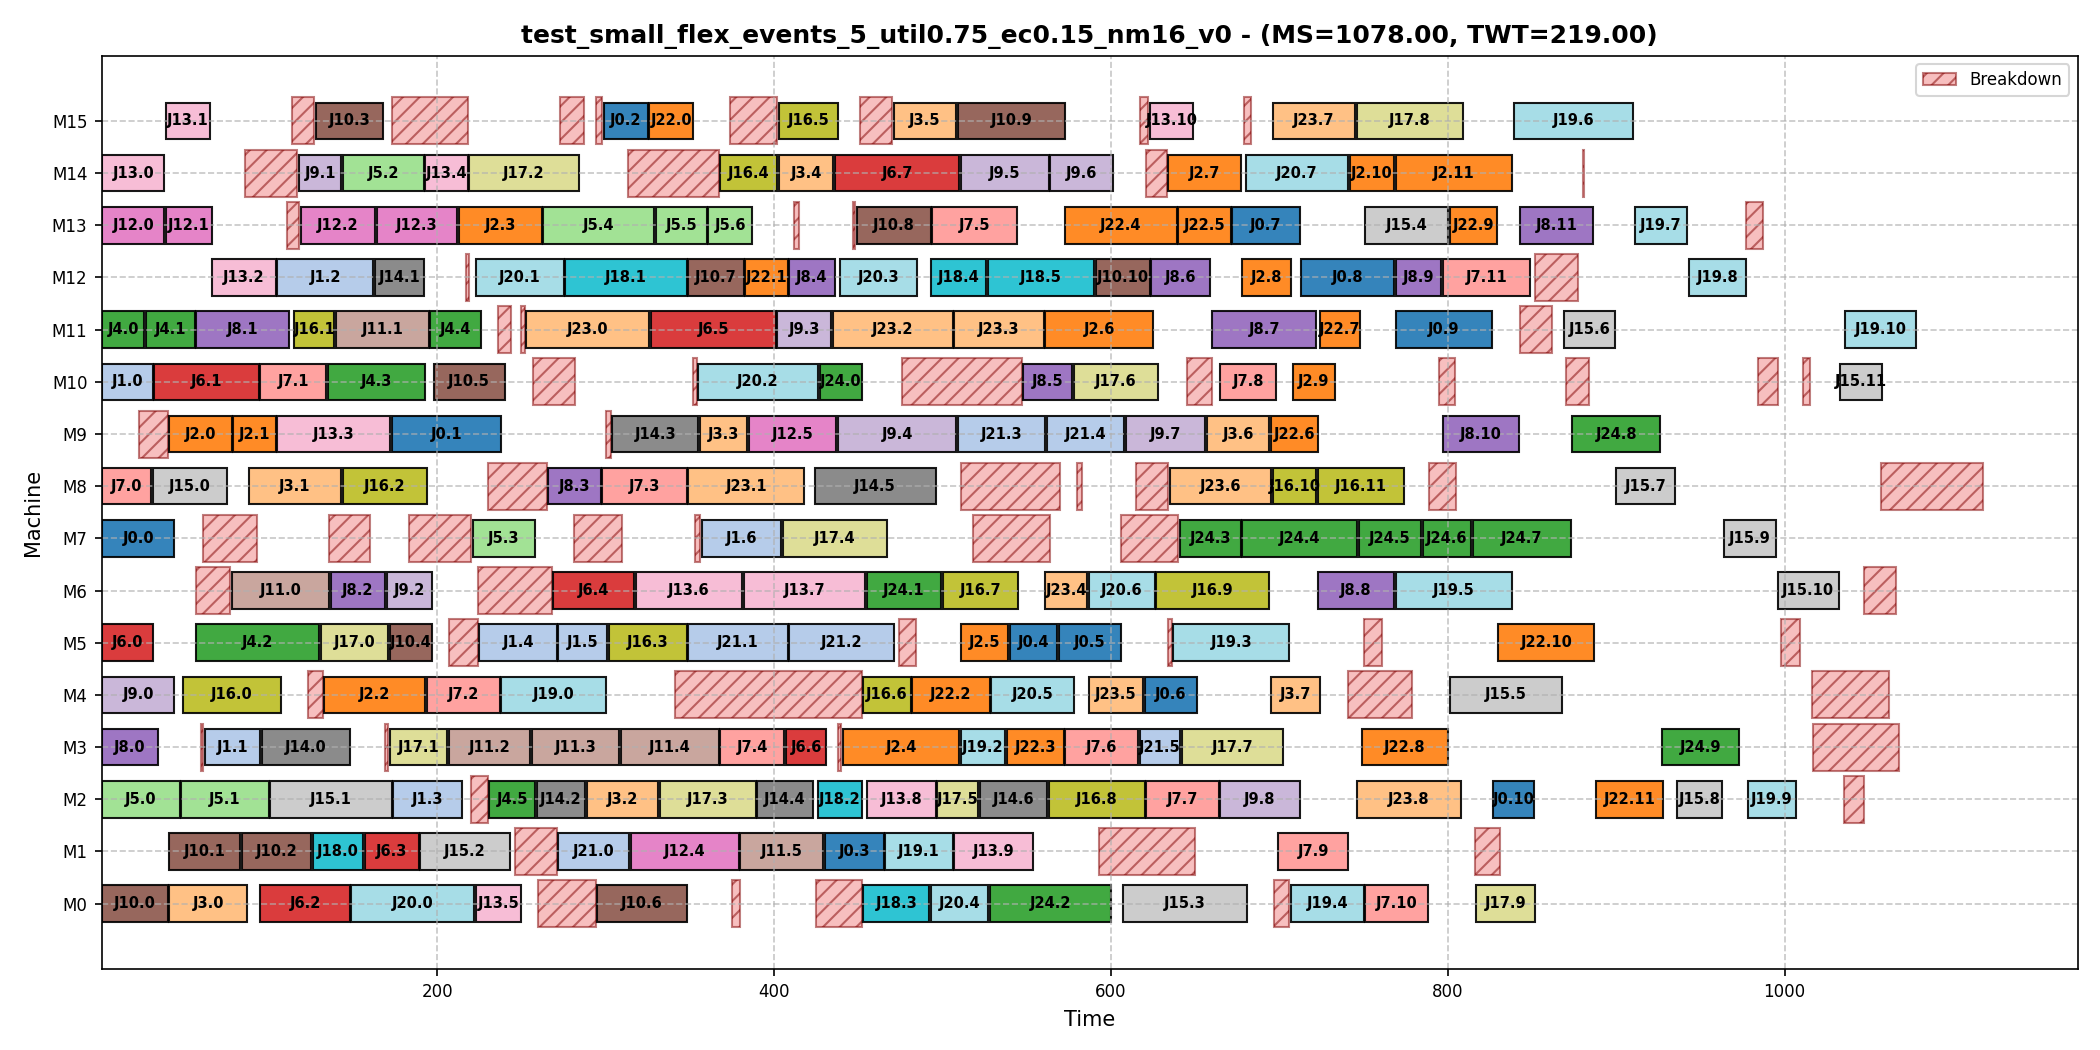 test_small_flex_events_5_util0.75_ec0.15_nm16_v0 - (MS=1078.00, TWT=219.00)
Breakdown
M15 J13.1 J10.3 J0.2 J22.0 J16.5 J3.5 J10.9 J13.10 J23.7 J17.8 J19.6
M14 J13.0 J9.1 J5.2 J13.4 J17.2 J16.4 J3.4 J6.7 J9.5 J9.6 J2.7 J20.7 J2.10 J2.11
M13 J12.0 J12.1 J12.2 J12.3 J2.3 J5.4 J5.5 J5.6 J10.8 J7.5 J22.4 J22.5 J0.7 J15.4 J22.9 J8.11 J19.7
M12 J13.2 J1.2 J14.1 J20.1 J18.1 J10.7 J22.1 J8.4 J20.3 J18.4 J18.5 J10.10 J8.6 J2.8 J0.8 J8.9 J7.11 J19.8
M11 J4.0 J4.1 J8.1 J16.1 J11.1 J4.4 J23.0 J6.5 J9.3 J23.2 J23.3 J2.6 J8.7 J22.7 J0.9 J15.6 J19.10
M10 J1.0 J6.1 J7.1 J4.3 J10.5 J20.2 J24.0 J8.5 J17.6 J7.8 J2.9 J15.11
M9 J2.0 J2.1 J13.3 J0.1 J14.3 J3.3 J12.5 J9.4 J21.3 J21.4 J9.7 J3.6 J22.6 J8.10 J24.8
M8 J7.0 J15.0 J3.1 J16.2 J8.3 J7.3 J23.1 J14.5 J23.6 J16.10 J16.11 J15.7
M7 J0.0 J5.3 J1.6 J17.4 J24.3 J24.4 J24.5 J24.6 J24.7 J15.9
M6 J11.0 J8.2 J9.2 J6.4 J13.6 J13.7 J24.1 J16.7 J23.4 J20.6 J16.9 J8.8 J19.5 J15.10
M5 J6.0 J4.2 J17.0 J10.4 J1.4 J1.5 J16.3 J21.1 J21.2 J2.5 J0.4 J0.5 J19.3 J22.10
M4 J9.0 J16.0 J2.2 J7.2 J19.0 J16.6 J22.2 J20.5 J23.5 J0.6 J3.7 J15.5
M3 J8.0 J1.1 J14.0 J17.1 J11.2 J11.3 J11.4 J7.4 J6.6 J2.4 J19.2 J22.3 J7.6 J21.5 J17.7 J22.8 J24.9
M2 J5.0 J5.1 J15.1 J1.3 J4.5 J14.2 J3.2 J17.3 J14.4 J18.2 J13.8 J17.5 J14.6 J16.8 J7.7 J9.8 J23.8 J0.10 J22.11 J15.8 J19.9
M1 J10.1 J10.2 J18.0 J6.3 J15.2 J21.0 J12.4 J11.5 J0.3 J19.1 J13.9 J7.9
M0 J10.0 J3.0 J6.2 J20.0 J13.5 J10.6 J18.3 J20.4 J24.2 J15.3 J19.4 J7.10 J17.9
Machine
200 400 600 800 1000
Time